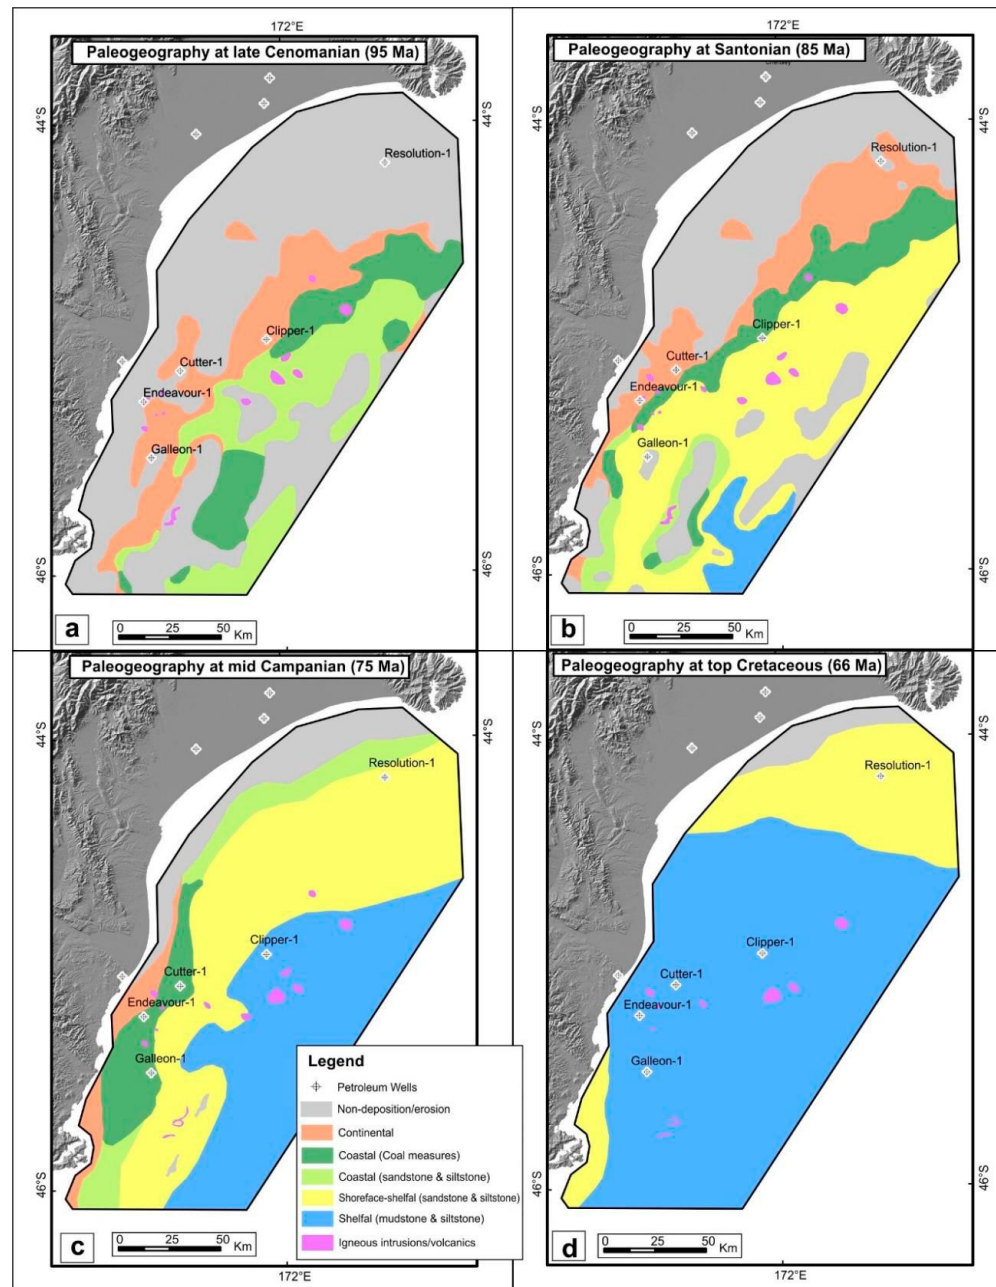 172°E
Paleogeography at late Cenomanian (95 Ma)
44°S
44°S
Resolution-1
Clipper-1
Cutter-1
Endeavour-1
Galleon-1
46°S
46°S
a
0 25 50 Km
172°E
Paleogeography at Santonian (85 Ma)
44°S
Resolution-1
Clipper-1
Cutter-1
Endeavour-1
Galleon-1
46°S
b
0 25 50 Km
Paleogeography at mid Campanian (75 Ma)
44°S
Resolution-1
Clipper-1
Cutter-1
Endeavour-1
Galleon-1
46°S
c
0 25 50 Km
172°E
Legend
Petroleum Wells
Non-deposition/erosion
Continental
Coastal (Coal measures)
Coastal (sandstone & siltstone)
Shoreface-shelfal (sandstone & siltstone)
Shelfal (mudstone & siltstone)
Igneous intrusions/volcanics
Paleogeography at top Cretaceous (66 Ma)
44°S
Resolution-1
Clipper-1
Cutter-1
Endeavour-1
Galleon-1
46°S
d
0 25 50 Km
172°E